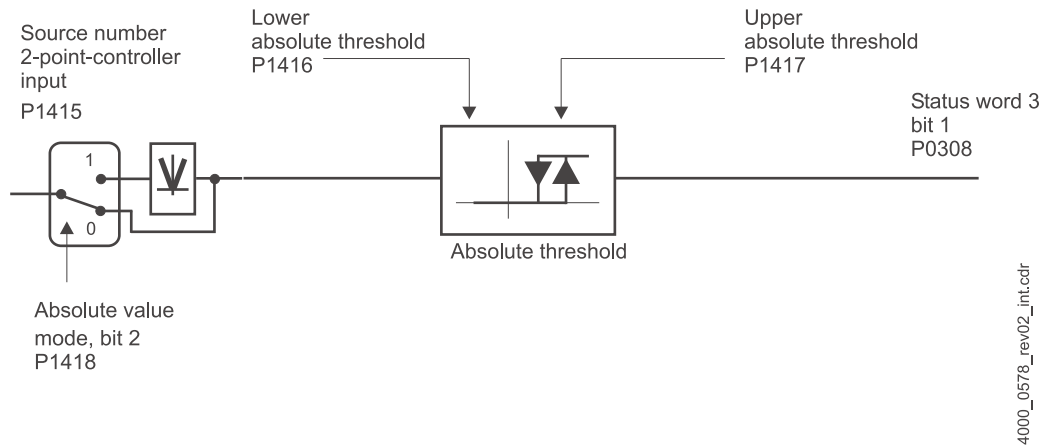 Source number
2-point-controller
input
P1415
Lower
absolute threshold
P1416
Upper
absolute threshold
P1417
Status word 3
bit 1
P0308
1
0
Absolute threshold
Absolute value
mode, bit 2
P1418
4000_0578_rev02_int.cdr